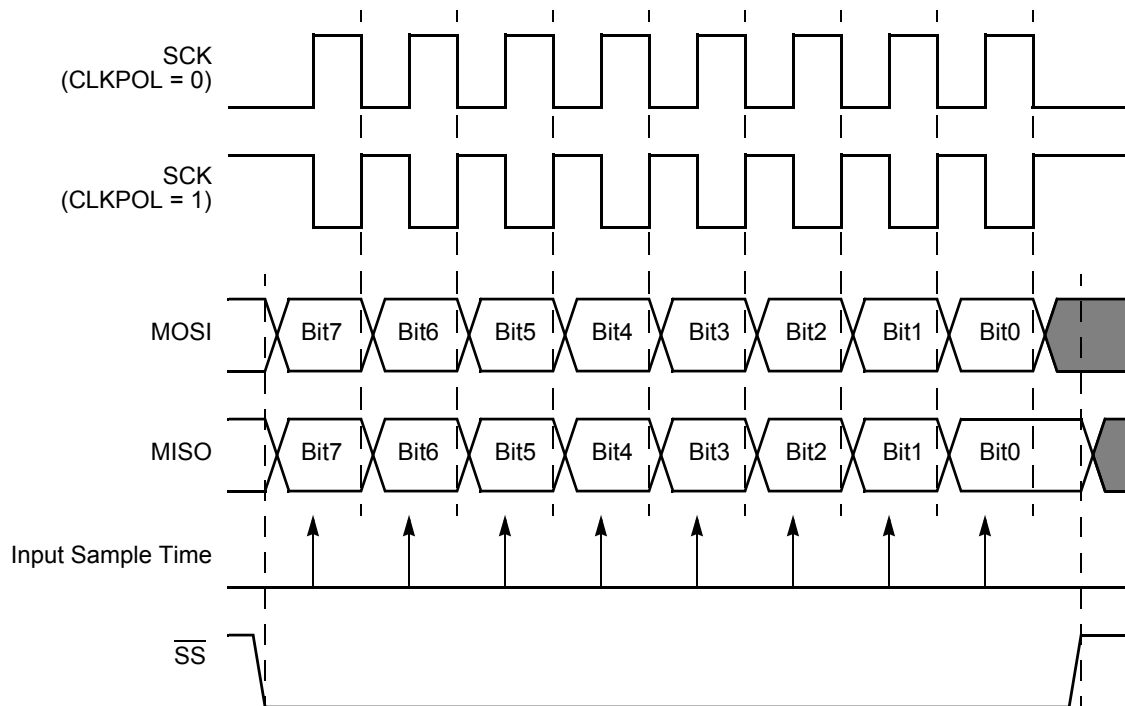 SCK
(CLKPOL = 0)
SCK
(CLKPOL = 1)
MOSI
Bit7 Bit6 Bit5 Bit4 Bit3 Bit2 Bit1 Bit0
MISO
Bit7 Bit6 Bit5 Bit4 Bit3 Bit2 Bit1 Bit0
Input Sample Time
SS